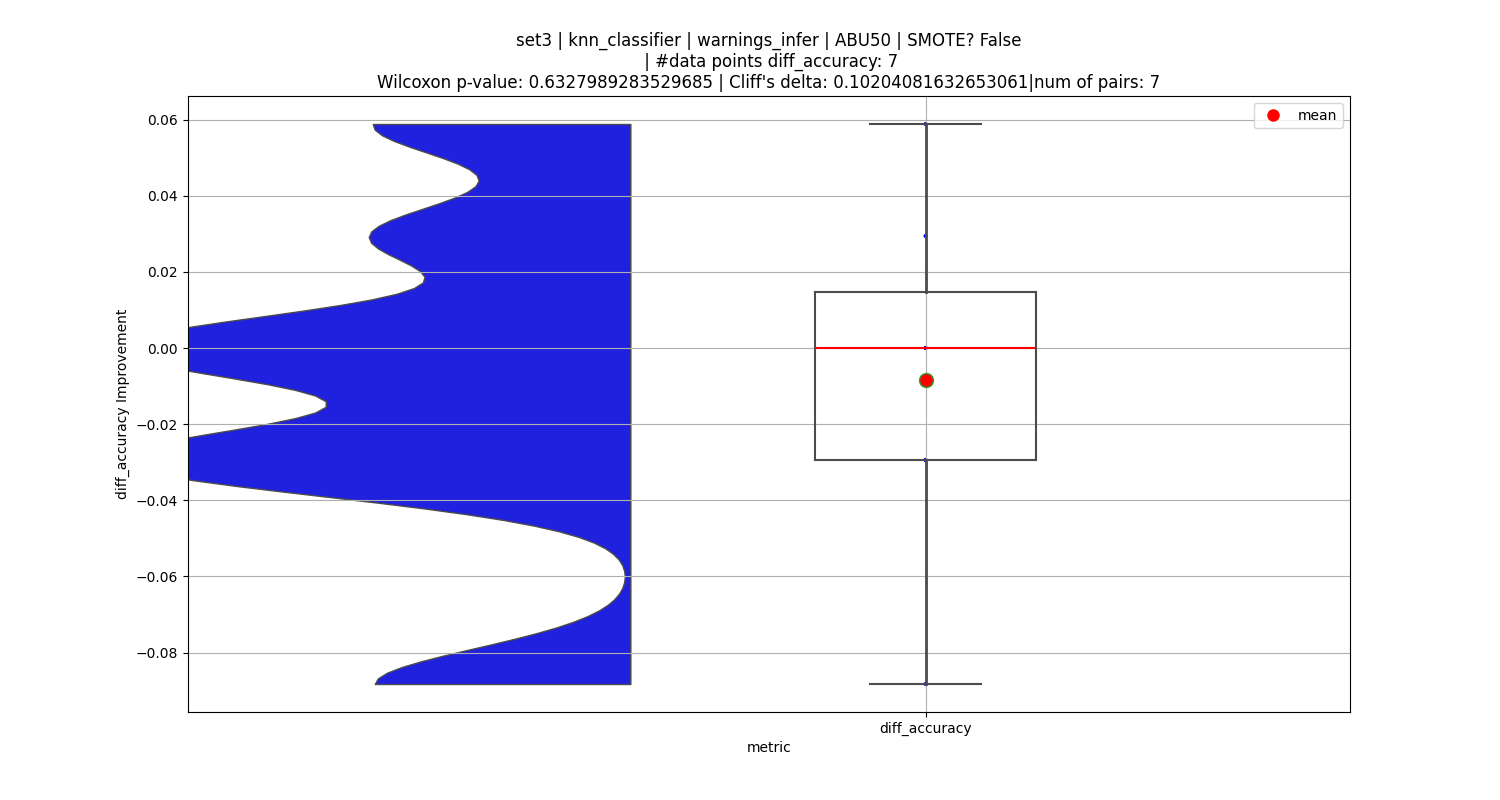 set3 | knn_classifier | warnings_infer | ABU50 | SMOTE? False
| #data points diff_accuracy: 7
Wilcoxon p-value: 0.6327989283529685 | Cliff's delta: 0.10204081632653061|num of pairs: 7
mean
0.06
0.04
0.02
0.00
−0.02
−0.04
−0.06
−0.08
diff_accuracy Improvement
diff_accuracy
metric